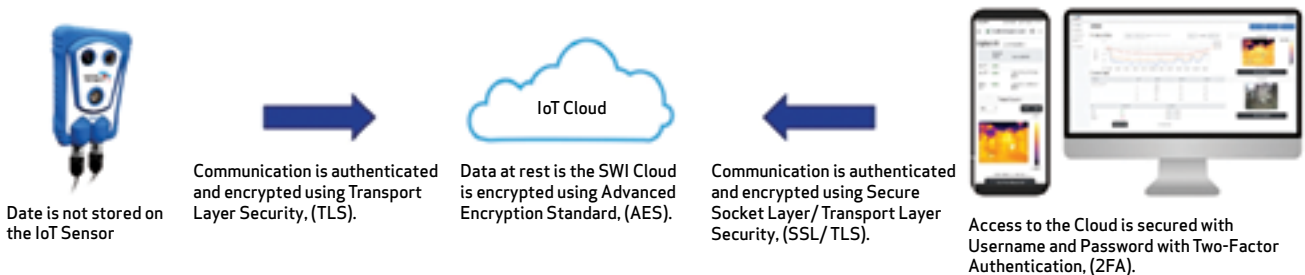 IoT Cloud
Date is not stored on
the IoT Sensor
Communication is authenticated
and encrypted using Transport
Layer Security, (TLS).
Data at rest is the SWI Cloud
is encrypted using Advanced
Encryption Standard, (AES).
Communication is authenticated
and encrypted using Secure
Socket Layer/ Transport Layer
Security, (SSL/ TLS).
Access to the Cloud is secured with
Username and Password with Two-Factor
Authentication, (2FA).